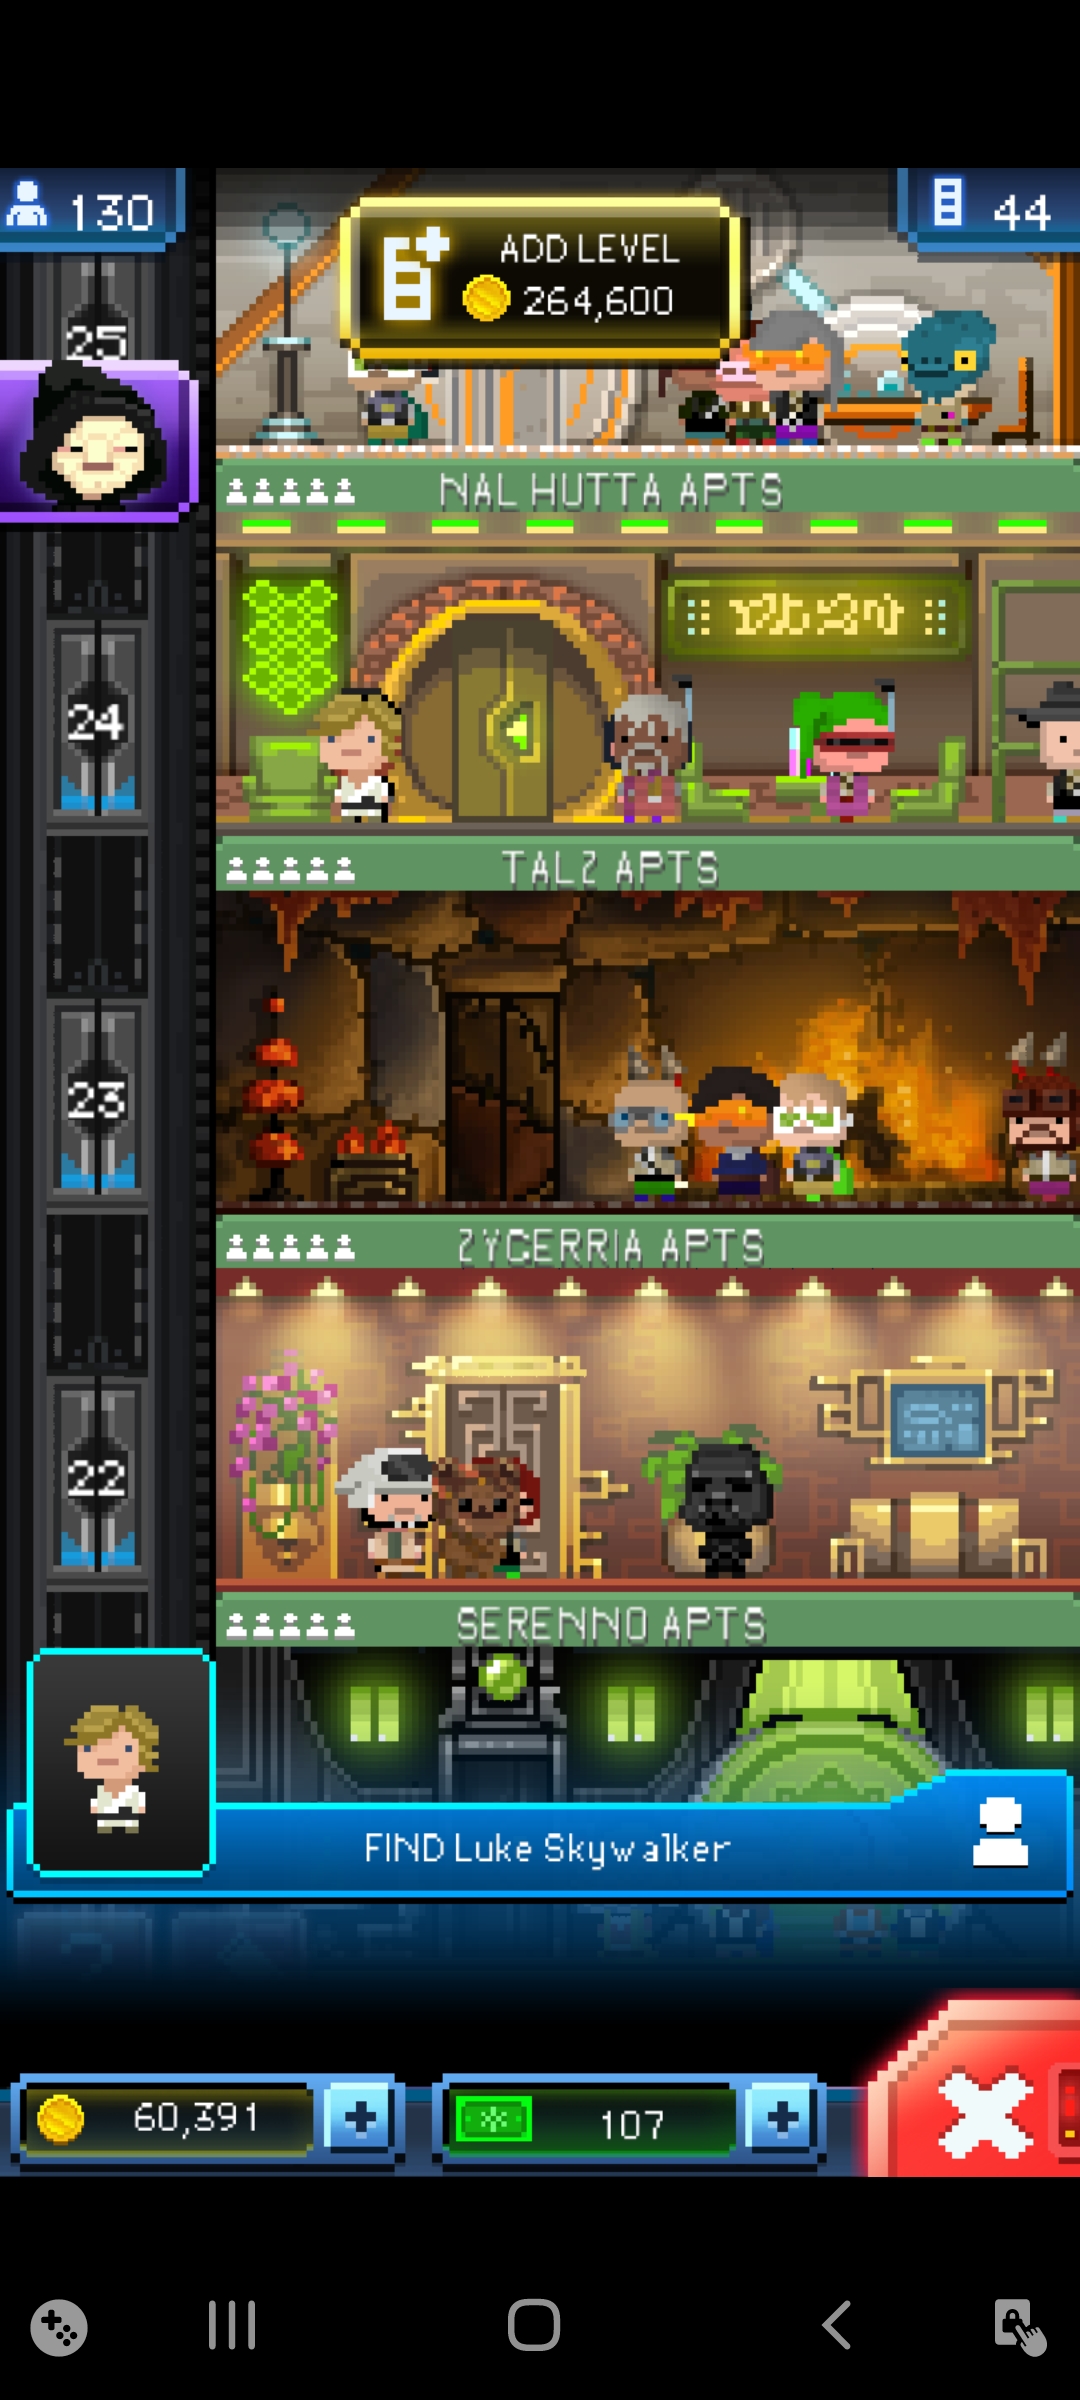 130
44
ADD LEVEL
264,600
25
NAL HUTTA APTS
24
TALZ APTS
23
ZYGERRIA APTS
22
SERENNO APTS
FIND Luke Skywalker
60,391
107